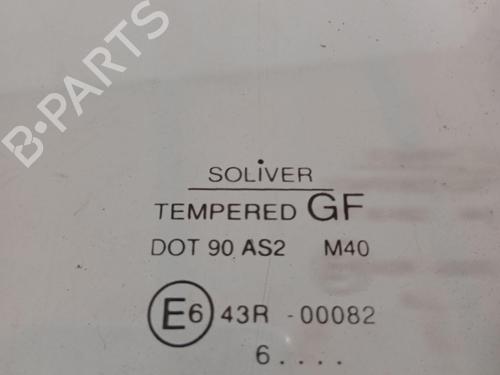 B-PARTS
SOLIVER
TEMPERED GF
DOT 90 AS2 M40
E6 43R -00082
6....